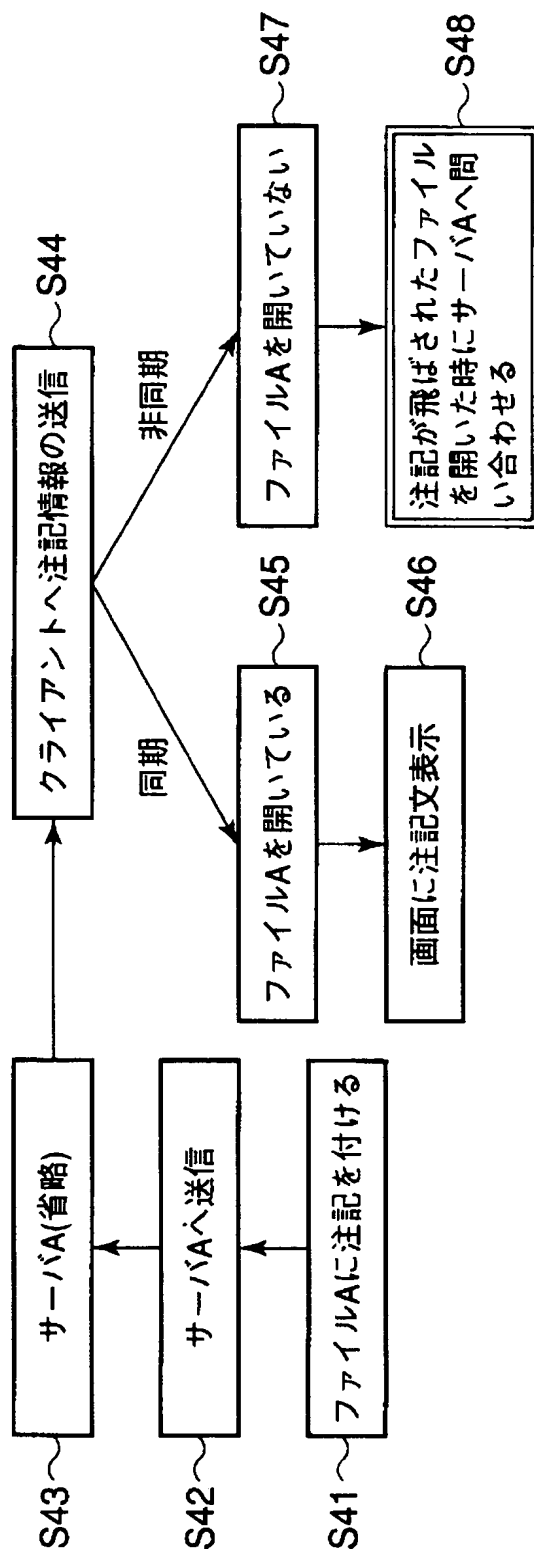 S43
サーバA(省略)
S42
サーバAへ送信
S41
ファイルAに注記を付ける
クライアントへ注記情報の送信
S44
同期
非同期
ファイルAを開いている
S45
画面に注記文表示
S46
ファイルAを開いていない
S47
注記が飛ばされたファイル
を開いた時にサーバAへ問
い合わせる
S48